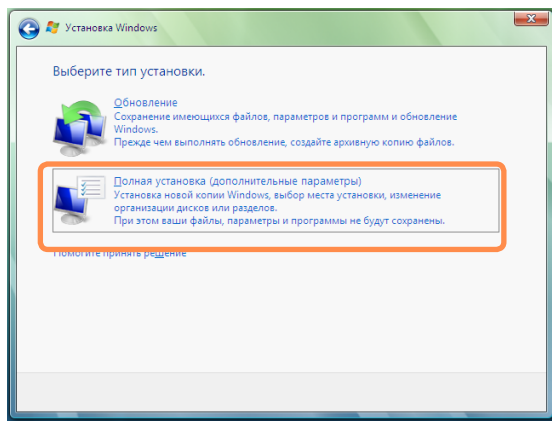 Установка Windows
Выберите тип установки.
Обновление
Сохранение имеющихся файлов, параметров и программ и обновление
Windows.
Прежде чем выполнять обновление, создайте архивную копию файлов.
Полная установка (дополнительные параметры)
Установка новой копии Windows, выбор места установки, изменение
организации дисков или разделов.
При этом ваши файлы, параметры и программы не будут сохранены.
Помогите принять решение